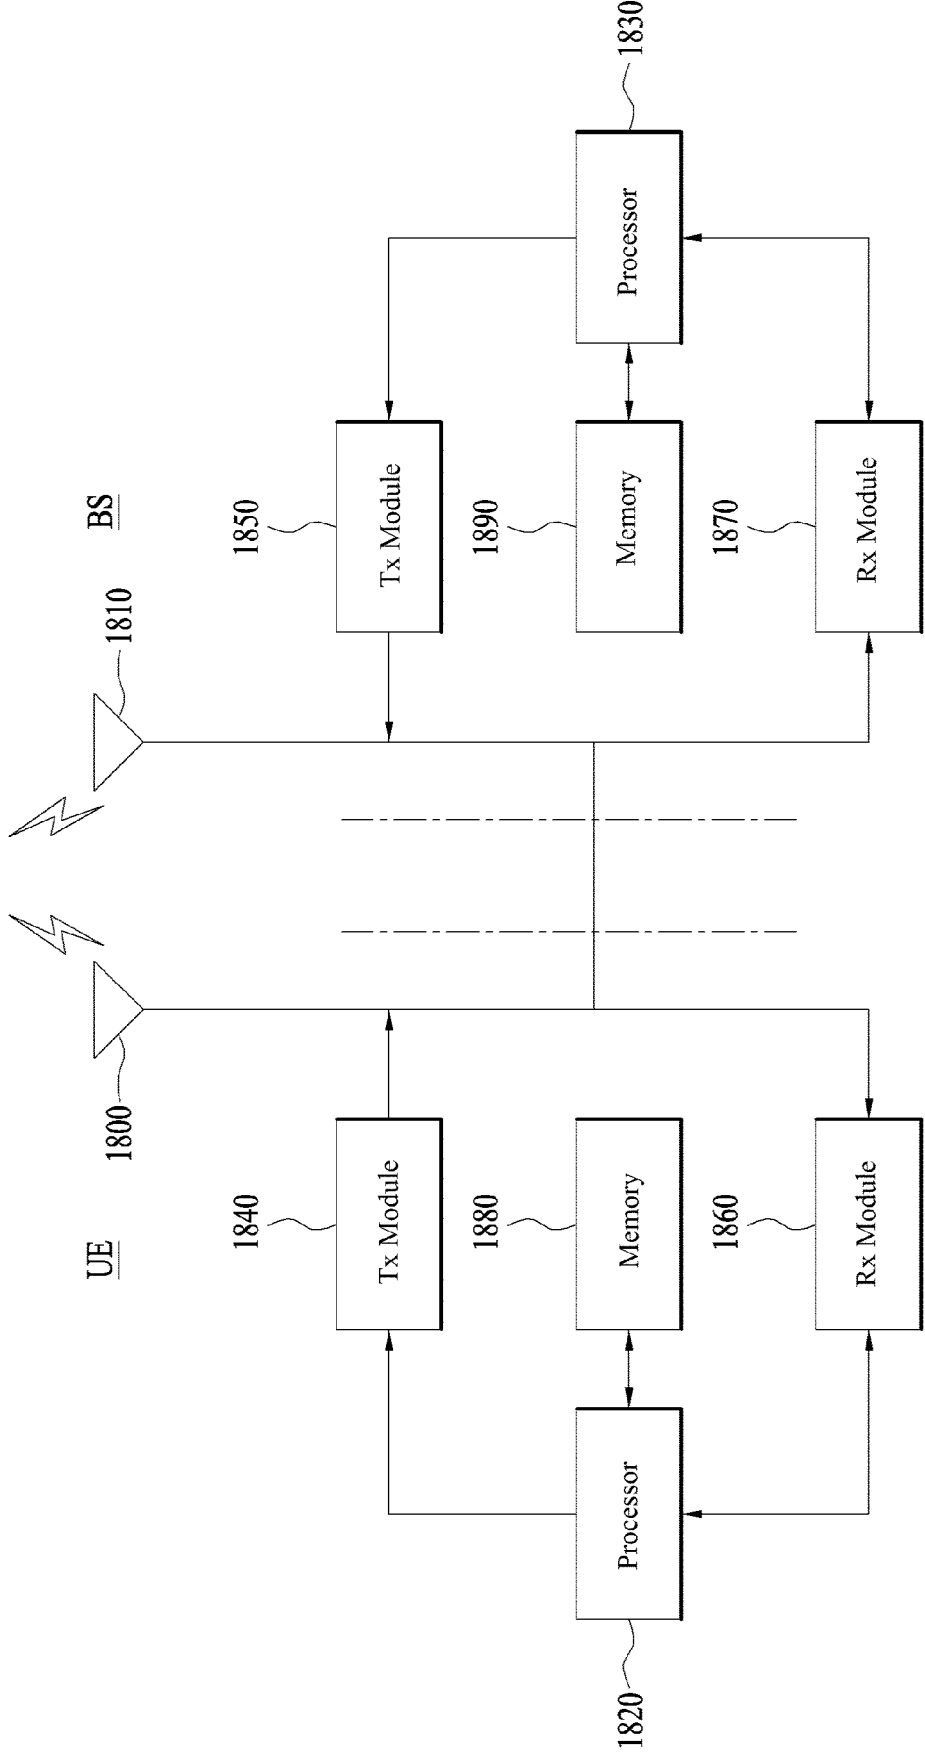 UE
BS
1800
1810
1840
Tx Module
1850
Tx Module
1820
Processor
1880
Memory
1890
Memory
Processor
1830
1860
Rx Module
1870
Rx Module